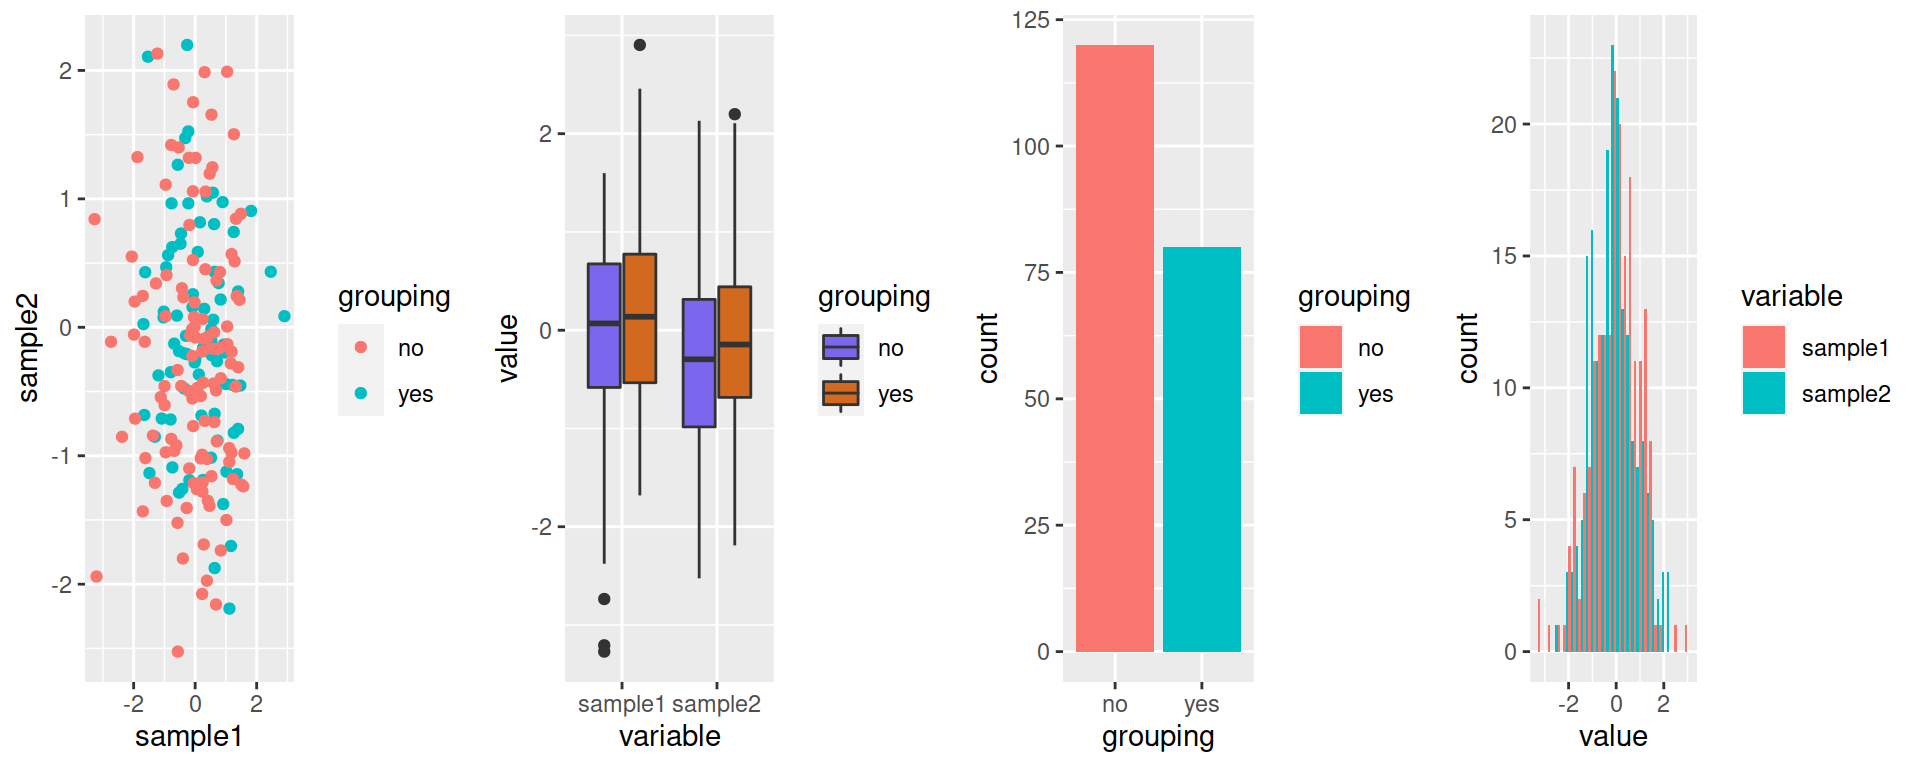 sample2
2
1
0
-1
-2
-2 0 2
sample1
grouping
no
yes
value
2
0
-2
sample1 sample2
variable
grouping
no
yes
count
125
100
75
50
25
0
no yes
grouping
grouping
no
yes
count
20
15
10
5
0
-2 0 2
value
variable
sample1
sample2